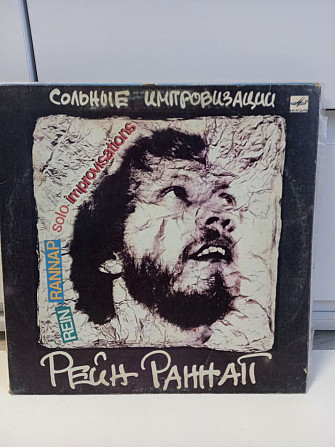 СОЛЬНЫЕ ИМПРОВИЗАЦИИ
REIN RANNAP
solo improvisations
РЕЙН РАННАП